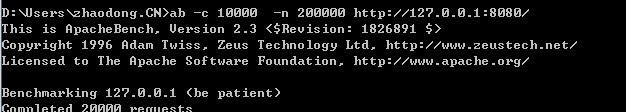 D:\Users\zhaodong.CN>ab -c 10000  -n 200000 http://127.0.0.1:8080/
This is ApacheBench, Version 2.3 <$Revision: 1826891 $>
Copyright 1996 Adam Twiss, Zeus Technology Ltd, http://www.zeustech.net/
Licensed to The Apache Software Foundation, http://www.apache.org/

Benchmarking 127.0.0.1 (be patient)
Completed 20000 requests